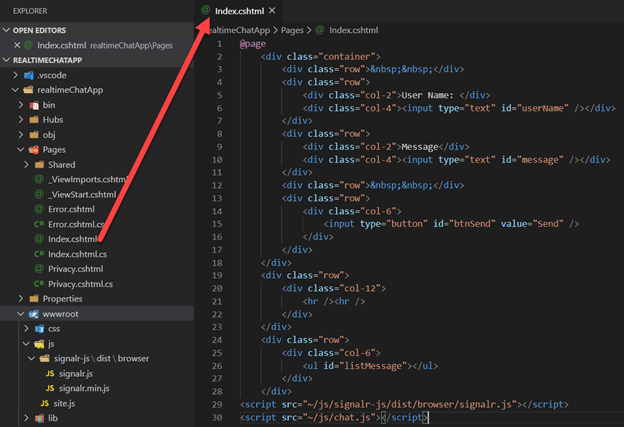 EXPLORER
OPEN EDITORS
Index.cshtml realtimeChatApp\Pages
REALTIMECHATAPP
.vscode
realtimeChatApp
bin
Hubs
obj
Pages
Shared
_ViewImports.cshtml
_ViewStart.cshtml
Error.cshtml
Error.cshtml.cs
Index.cshtml
Index.cshtml.cs
Privacy.cshtml
Privacy.cshtml.cs
Properties
wwwroot
css
js
signalr-js\dist\browser
JS signalr.js
JS signalr.min.js
JS site.js
lib
Index.cshtml
realtimeChatApp > Pages > Index.cshtml
1 @page
2 <div class="container">
3 <div class="row">&nbsp;&nbsp;</div>
4 <div class="row">
5 <div class="col-2">User Name: </div>
6 <div class="col-4"><input type="text" id="userName" /></div>
7 </div>
8 <div class="row">
9 <div class="col-2">Message</div>
10 <div class="col-4"><input type="text" id="message" /></div>
11 </div>
12 <div class="row">&nbsp;&nbsp;</div>
13 <div class="row">
14 <div class="col-6">
15 <input type="button" id="btnSend" value="Send" />
16 </div>
17 </div>
18 </div>
19 <div class="row">
20 <div class="col-12">
21 <hr /><hr />
22 </div>
23 </div>
24 <div class="row">
25 <div class="col-6">
26 <ul id="listMessage"></ul>
27 </div>
28 </div>
29 <script src="~/js/signalr-js/dist/browser/signalr.js"></script>
30 <script src="~/js/chat.js"></script>